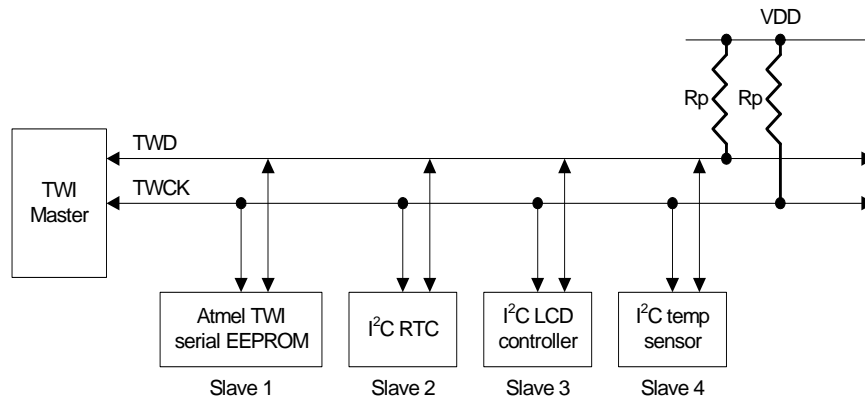 VDD
Rp Rp
TWD
TWI
Master
TWCK
Atmel TWI
serial EEPROM
I²C RTC
I²C LCD
controller
I²C temp
sensor
Slave 1
Slave 2
Slave 3
Slave 4